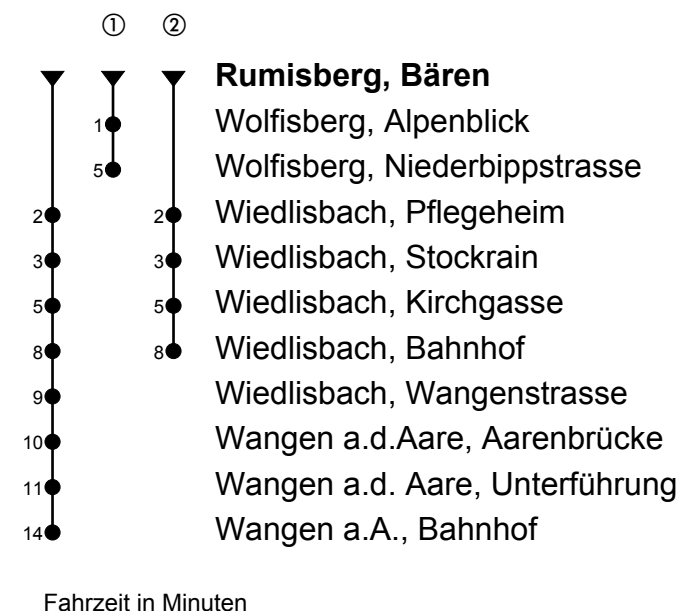 ① ②
Rumisberg, Bären
1 Wolfisberg, Alpenblick
5 Wolfisberg, Niederbippstrasse
2 2 Wiedlisbach, Pflegeheim
3 3 Wiedlisbach, Stockrain
5 5 Wiedlisbach, Kirchgasse
8 8 Wiedlisbach, Bahnhof
9 Wiedlisbach, Wangenstrasse
10 Wangen a.d.Aare, Aarenbrücke
11 Wangen a.d. Aare, Unterführung
14 Wangen a.A., Bahnhof
Fahrzeit in Minuten